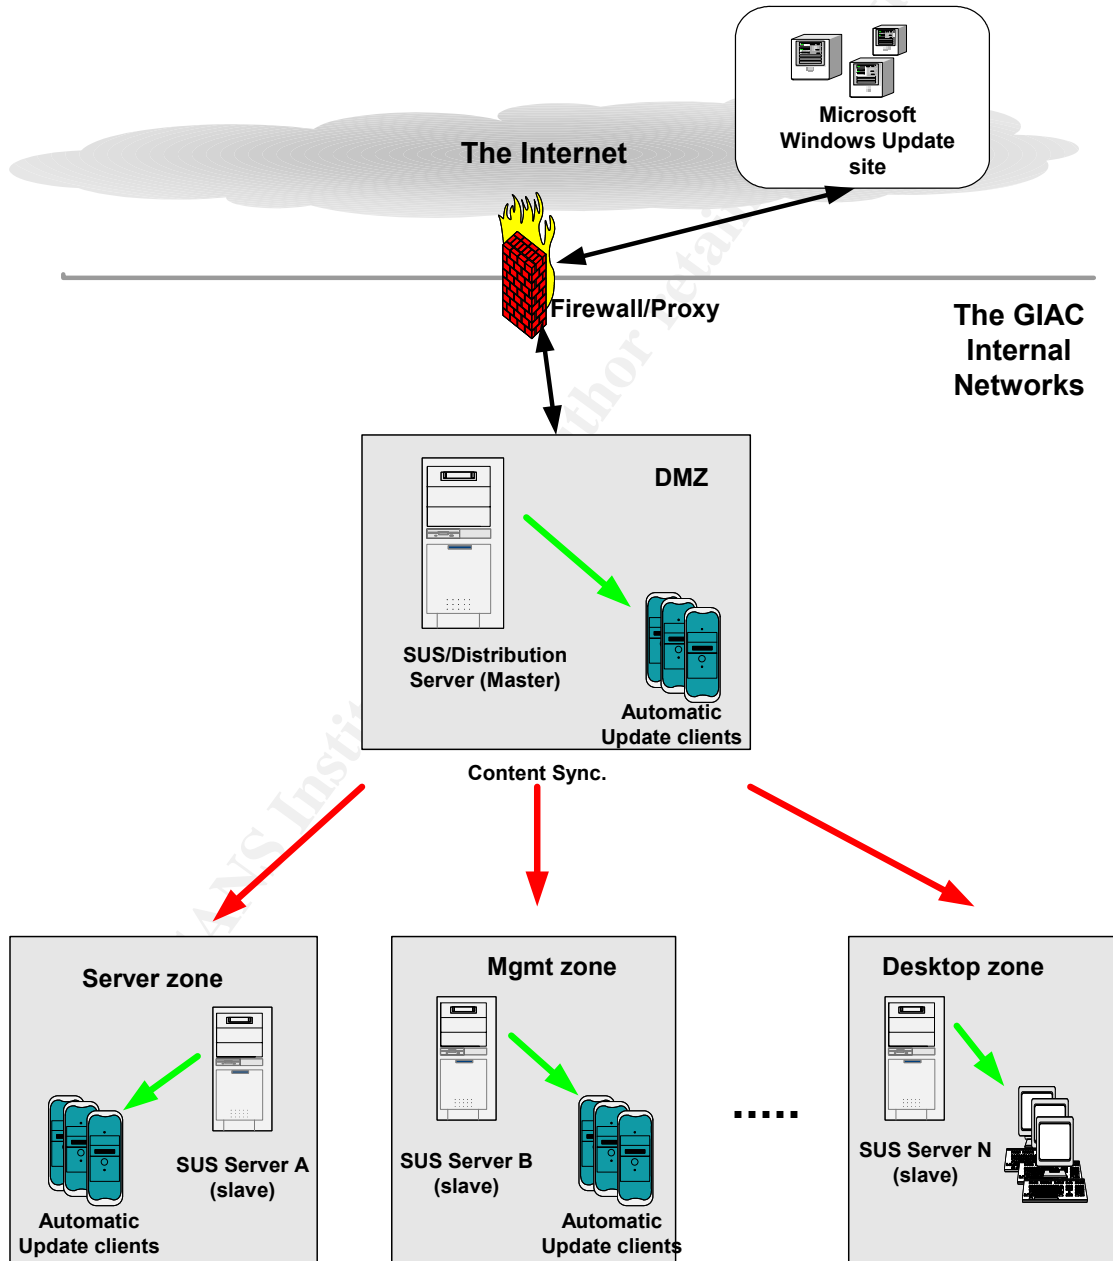 Microsoft
Windows Update
site
The Internet
Firewall/Proxy
The GIAC
Internal
Networks
DMZ
SUS/Distribution
Server (Master)
Automatic
Update clients
Content Sync.
Server zone
SUS Server A
(slave)
Automatic
Update clients
Mgmt zone
SUS Server B
(slave)
Automatic
Update clients
.....
Desktop zone
SUS Server N
(slave)